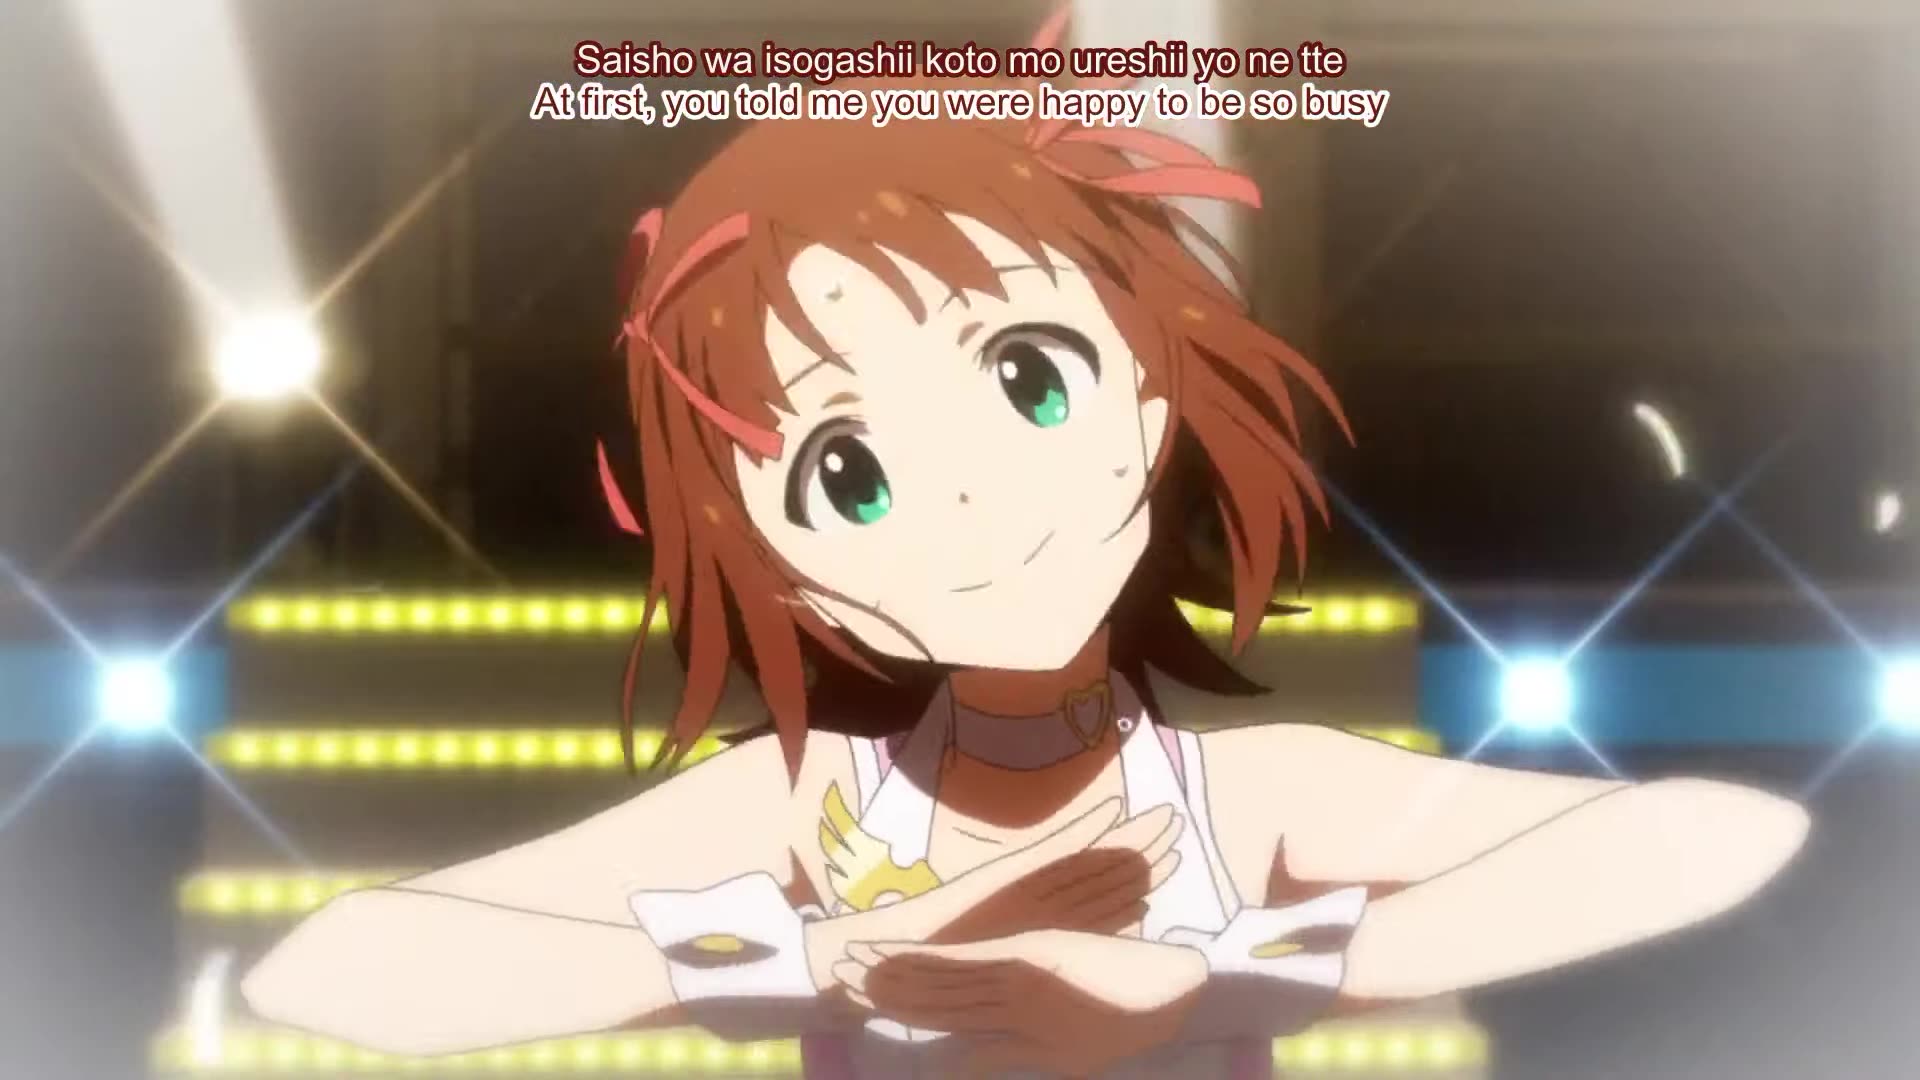 Saisho wa isogashii koto mo ureshii yo ne tte
At first, you told me you were happy to be so busy